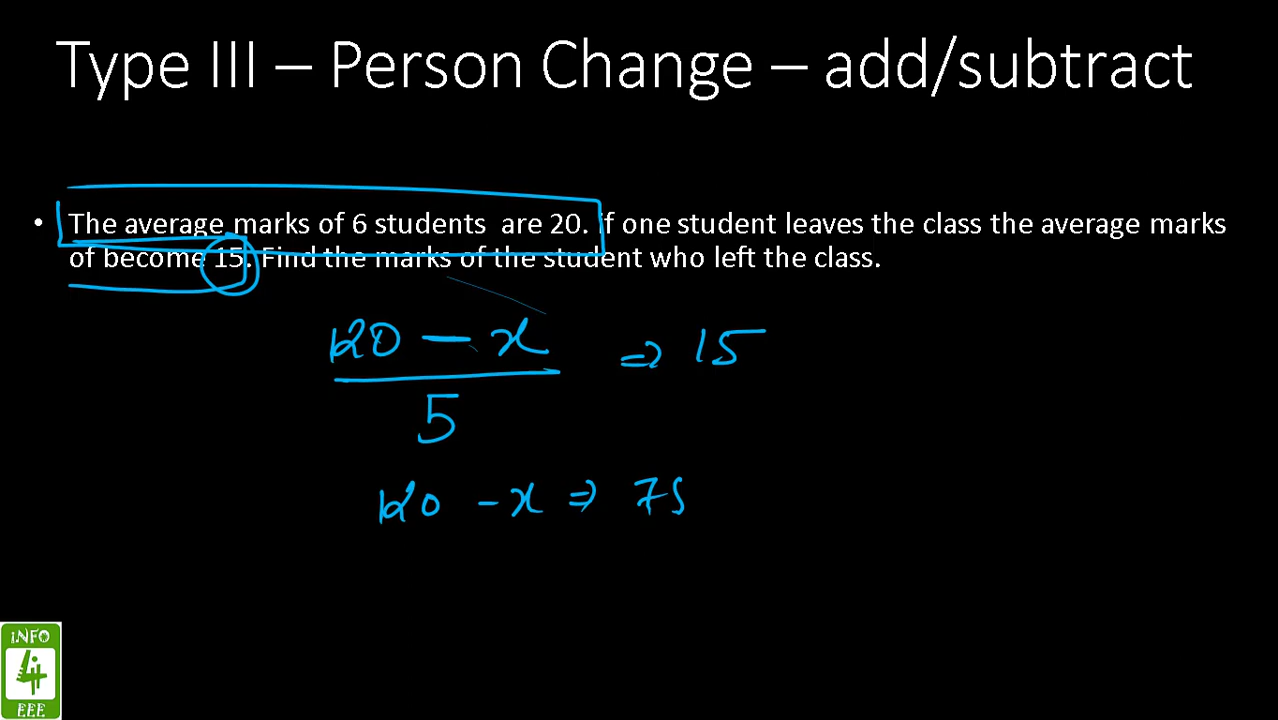 Type III – Person Change – add/subtract
• The average marks of 6 students are 20. if one student leaves the class the average marks
of become 15. Find the marks of the student who left the class.
120 – x ⇒ 15
5
120 – x ⇒ 75
iNFO
4
EEE